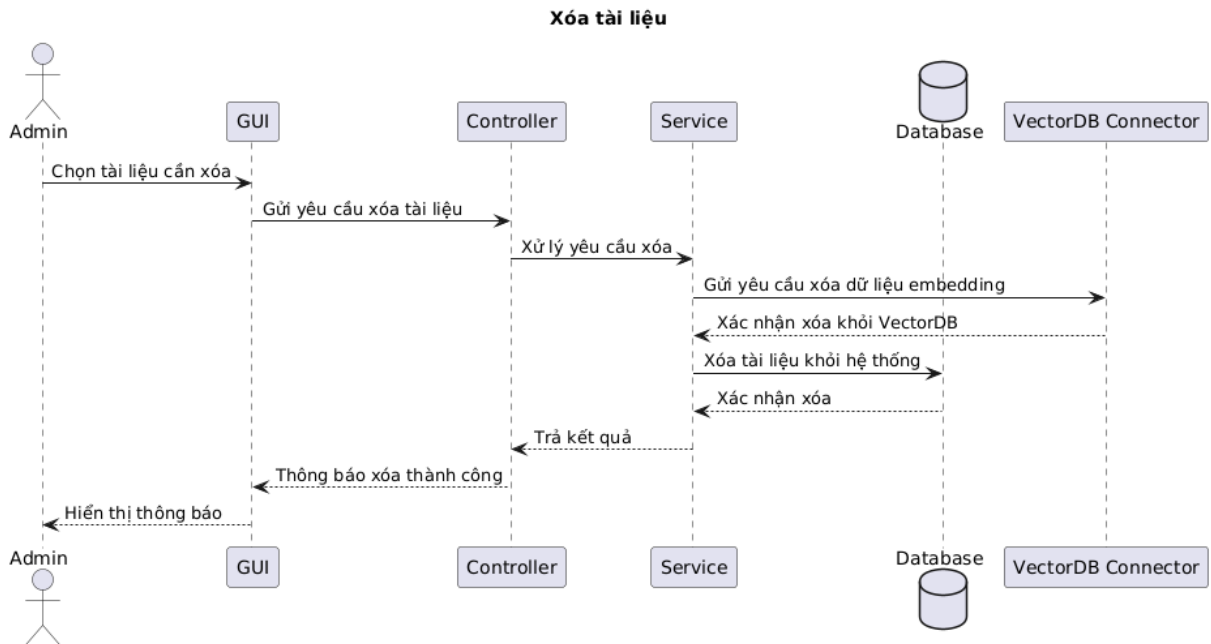 Xóa tài liệu
Admin
GUI
Controller
Service
Database
VectorDB Connector
Chọn tài liệu cần xóa
Gửi yêu cầu xóa tài liệu
Xử lý yêu cầu xóa
Gửi yêu cầu xóa dữ liệu embedding
Xác nhận xóa khỏi VectorDB
Xóa tài liệu khỏi hệ thống
Xác nhận xóa
Trả kết quả
Thông báo xóa thành công
Hiển thị thông báo
Admin
GUI
Controller
Service
Database
VectorDB Connector